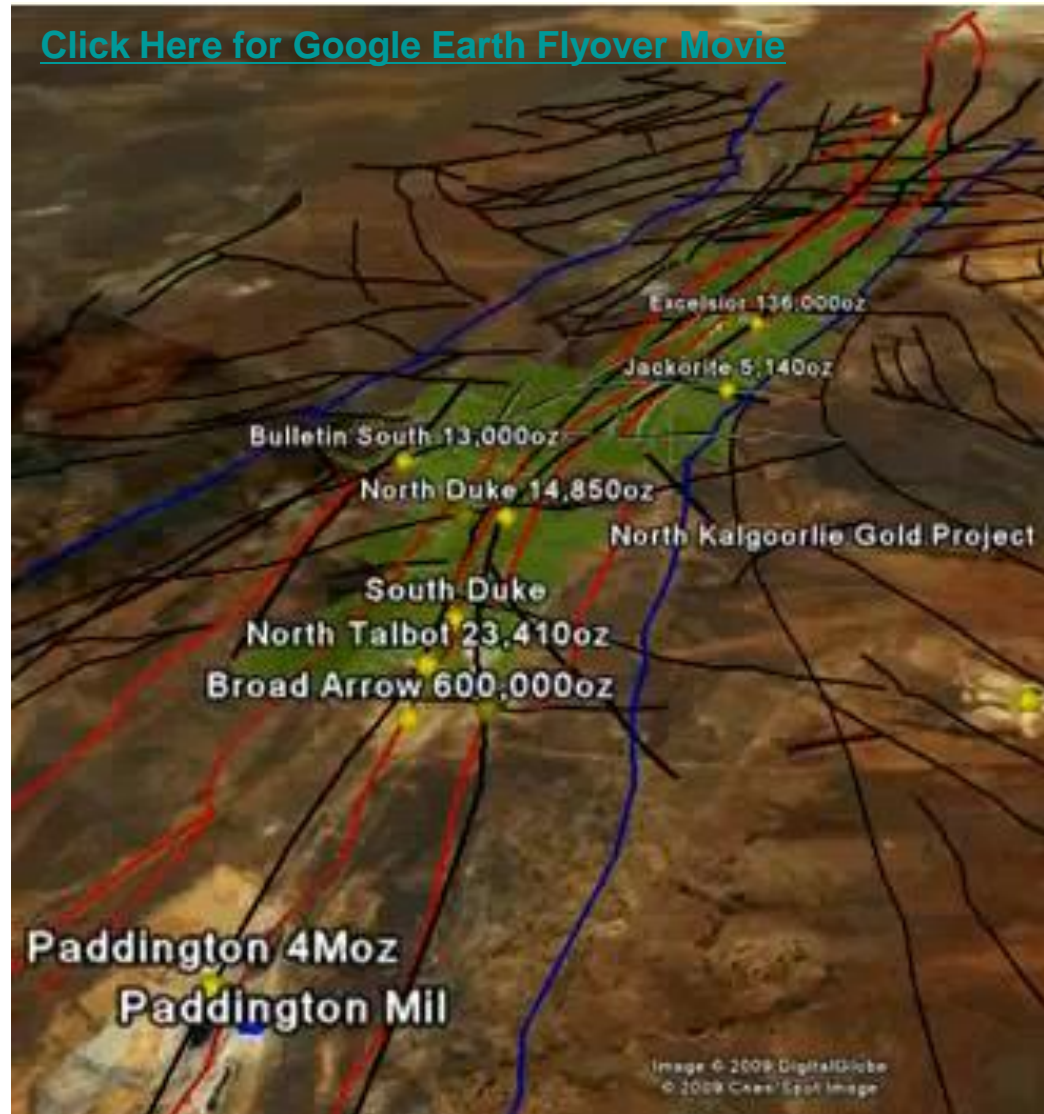 Click Here for Google Earth Flyover Movie
Excelsior 136,000oz
Jackorite 5,140oz
Bulletin South 13,000oz
North Duke 14,850oz
North Kalgoorlie Gold Project
South Duke
North Talbot 23,410oz
Broad Arrow 600,000oz
Paddington 4Moz
Paddington Mil
Image © 2009 DigitalGlobe
© 2009 Cnes/Spot Image